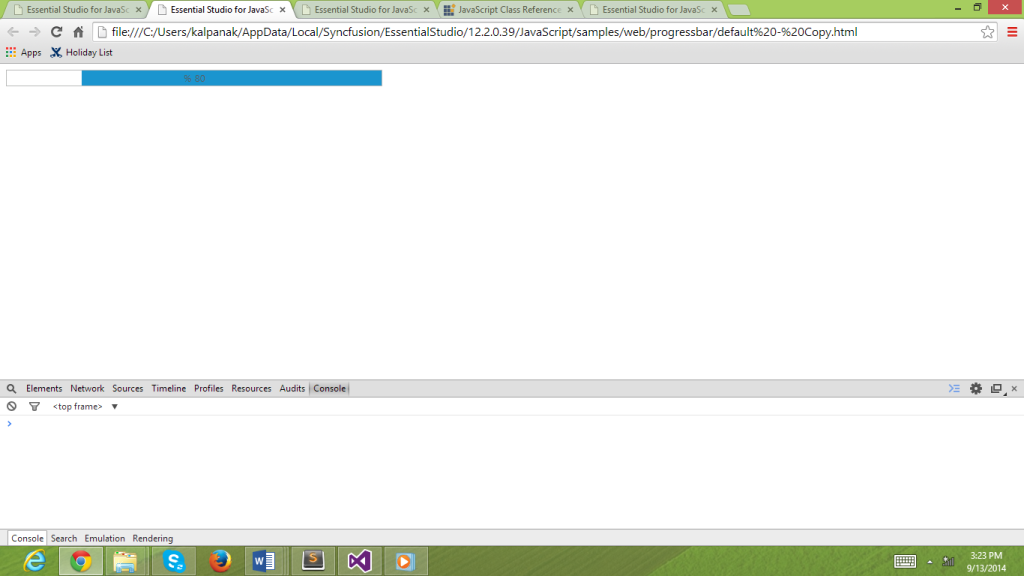 Essential Studio for JavaSc
Essential Studio for JavaSc
Essential Studio for JavaSc
JavaScript Class Reference
Essential Studio for JavaSc
file:///C:/Users/kalpanak/AppData/Local/Syncfusion/EssentialStudio/12.2.0.39/JavaScript/samples/web/progressbar/default%20-%20Copy.html
Apps Holiday List
% 80
Elements Network Sources Timeline Profiles Resources Audits Console
<top frame>
Console Search Emulation Rendering
3:23 PM
9/13/2014